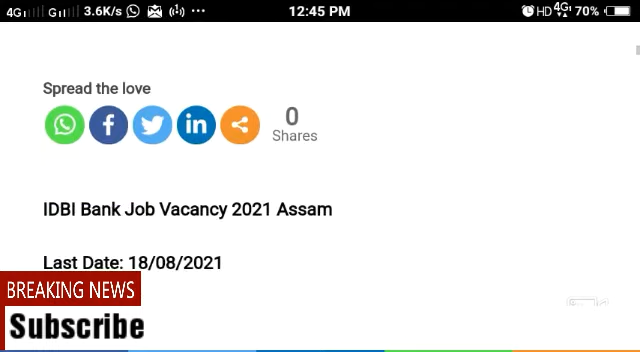 4G G 3.6K/s ••• 12:45 PM HD 4G 70%
Spread the love
0
Shares
IDBI Bank Job Vacancy 2021 Assam
Last Date: 18/08/2021
BREAKING NEWS
Subscribe